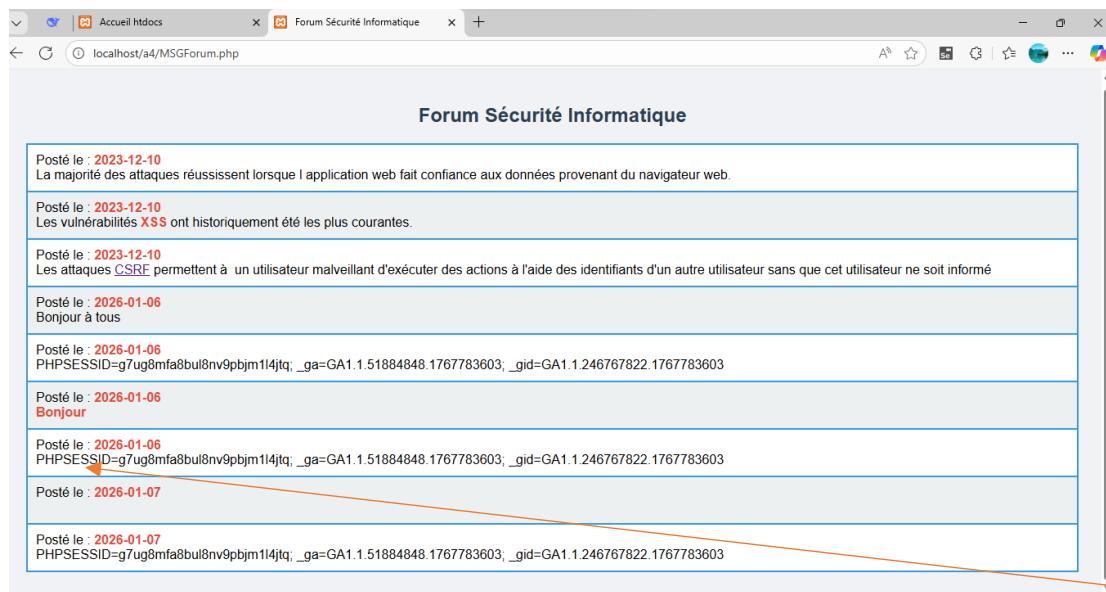 Accueil htdocs
Forum Sécurité Informatique
localhost/a4/MSGForum.php
Forum Sécurité Informatique
Posté le : 2023-12-10
La majorité des attaques réussissent lorsque l application web fait confiance aux données provenant du navigateur web.
Posté le : 2023-12-10
Les vulnérabilités XSS ont historiquement été les plus courantes.
Posté le : 2023-12-10
Les attaques CSRF permettent à  un utilisateur malveillant d'exécuter des actions à l'aide des identifiants d'un autre utilisateur sans que cet utilisateur ne soit informé
Posté le : 2026-01-06
Bonjour à tous
Posté le : 2026-01-06
PHPSESSID=g7ug8mfa8bul8nv9pbjm1l4jtq; _ga=GA1.1.51884848.1767783603; _gid=GA1.1.246767822.1767783603
Posté le : 2026-01-06
Bonjour
Posté le : 2026-01-06
PHPSESSID=g7ug8mfa8bul8nv9pbjm1l4jtq; _ga=GA1.1.51884848.1767783603; _gid=GA1.1.246767822.1767783603
Posté le : 2026-01-07
Posté le : 2026-01-07
PHPSESSID=g7ug8mfa8bul8nv9pbjm1l4jtq; _ga=GA1.1.51884848.1767783603; _gid=GA1.1.246767822.1767783603